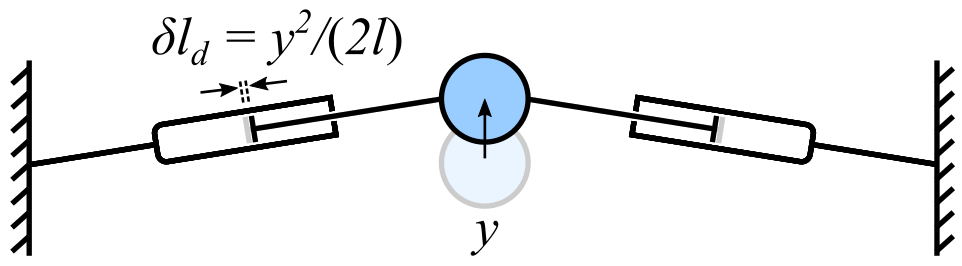 δl_d = y²/(2l)
y